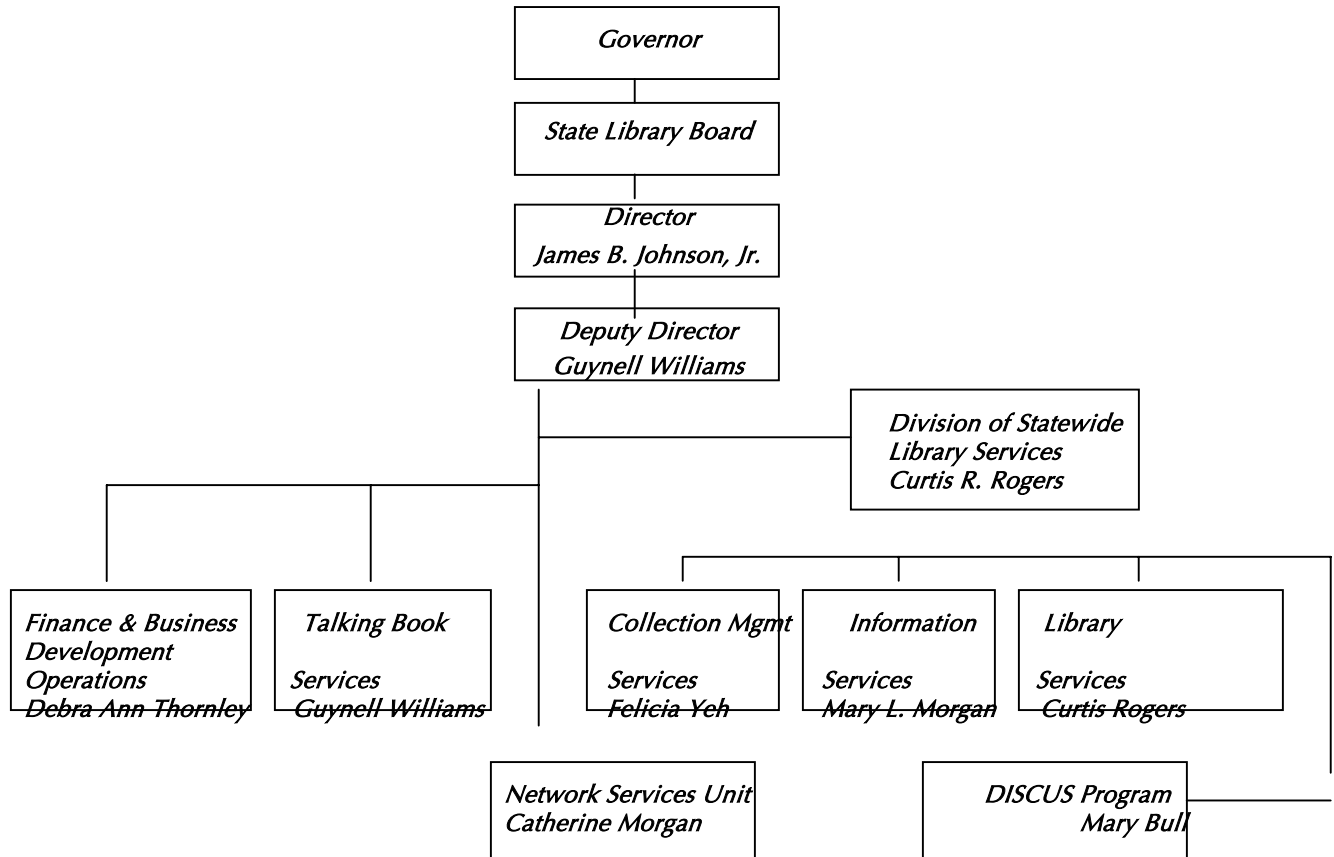 Governor
State Library Board
Director
James B. Johnson, Jr.
Deputy Director
Guynell Williams
Division of Statewide
Library Services
Curtis R. Rogers
Finance & Business
Development
Operations
Debra Ann Thornley
Talking Book
Services
Guynell Williams
Collection Mgmt
Services
Felicia Yeh
Information
Services
Mary L. Morgan
Library
Services
Curtis Rogers
Network Services Unit
Catherine Morgan
DISCUS Program
Mary Bull